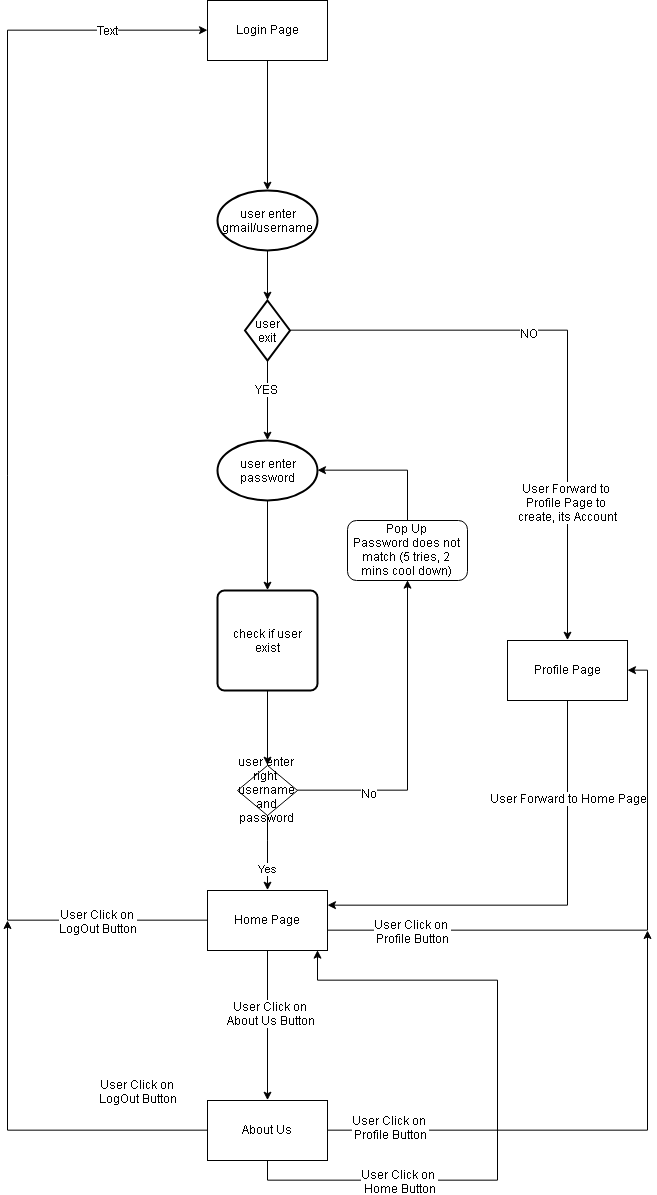 Login Page
Text
user enter
gmail/username
user
exit
NO
YES
user enter
password
User Forward to
Profile Page to
create, its Account
Pop Up
Password does not
match (5 tries, 2
mins cool down)
check if user
exist
Profile Page
user enter
right
username
and
password
No
User Forward to Home Page
Yes
Home Page
User Click on
LogOut Button
User Click on
Profile Button
User Click on
About Us Button
User Click on
LogOut Button
About Us
User Click on
Profile Button
User Click on
Home Button